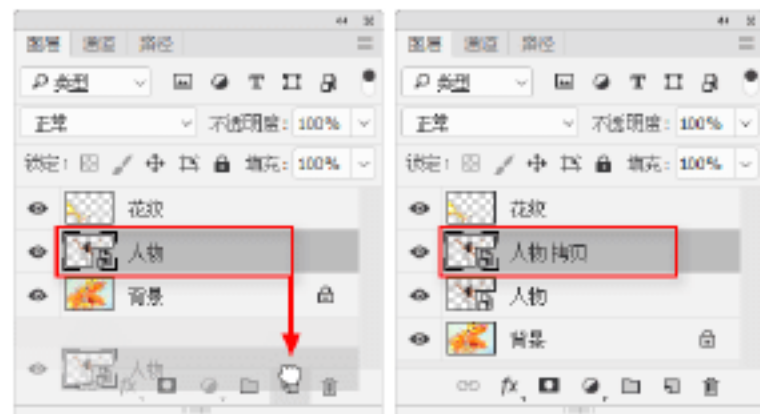 图层 通道 路径
类型
正常 不透明度: 100%
锁定: 填充: 100%
花纹
人物
背景
人物
fx
图层 通道 路径
类型
正常 不透明度: 100%
锁定: 填充: 100%
花纹
人物 拷贝
人物
背景
fx